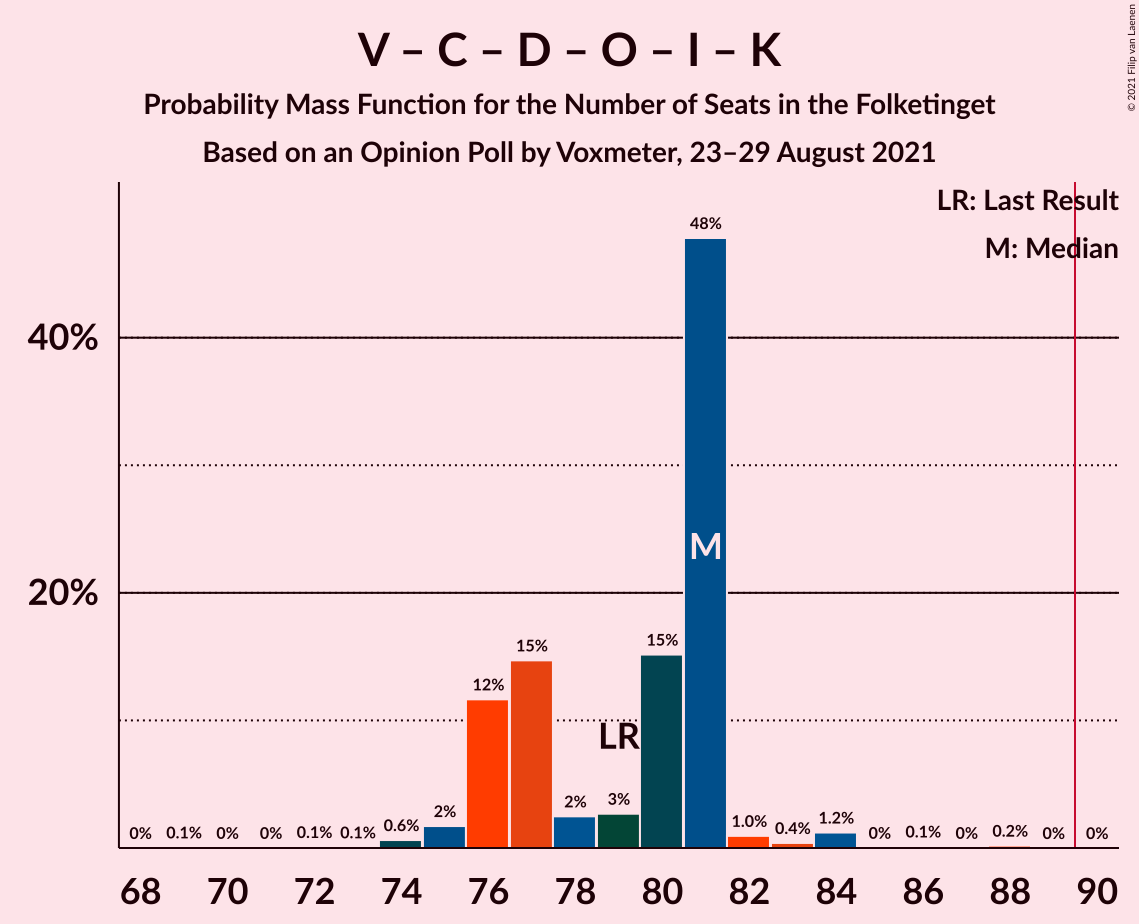 V – C – D – O – I – K
Probability Mass Function for the Number of Seats in the Folketinget
Based on an Opinion Poll by Voxmeter, 23–29 August 2021
© 2021 Filip van Laenen
LR: Last Result
M: Median
40%
20%
0% 0.1% 0% 0% 0.1% 0.1% 0.6% 2% 12% 15% 2% 3% 15% 48% 1.0% 0.4% 1.2% 0% 0.1% 0% 0.2% 0% 0%
LR
M
68 70 72 74 76 78 80 82 84 86 88 90